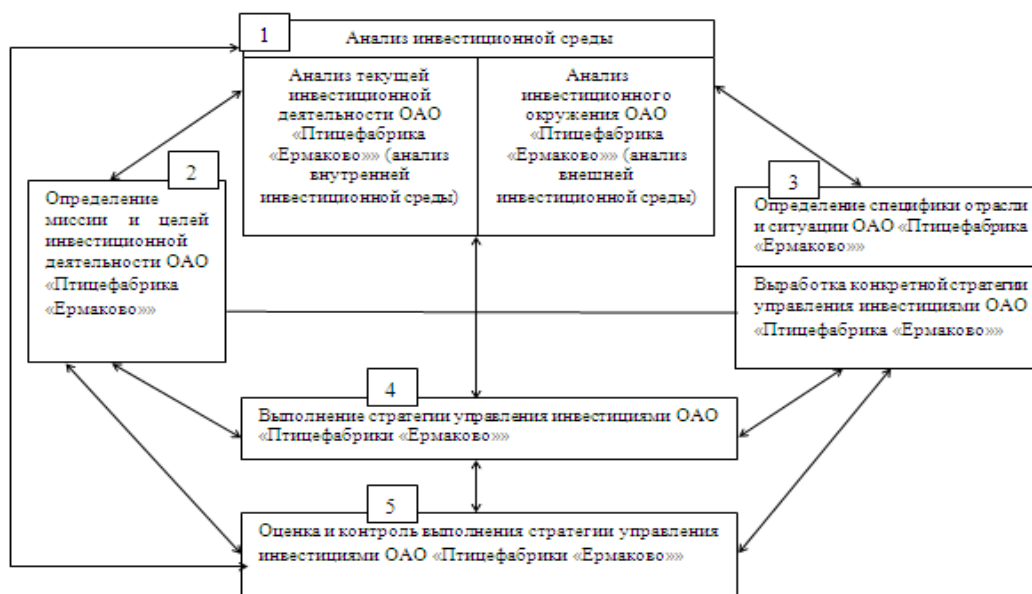 1
Анализ инвестиционной среды
Анализ текущей
инвестиционной
деятельности ОАО
«Птицефабрика
«Ермаково»» (анализ
внутренней
инвестиционной среды)
Анализ
инвестиционного
окружения ОАО
«Птицефабрика
«Ермаково»» (анализ
внешней
инвестиционной среды)
2
Определение
миссии и целей
инвестиционной
деятельности ОАО
«Птицефабрика
«Ермаково»»
3
Определение специфики отрасли
и ситуации ОАО «Птицефабрика
«Ермаково»»
Выработка конкретной стратегии
управления инвестициями ОАО
«Птицефабрика «Ермаково»»
4
Выполнение стратегии управления инвестициями ОАО
«Птицефабрики «Ермаково»»
5
Оценка и контроль выполнения стратегии управления
инвестициями ОАО «Птицефабрики «Ермаково»»